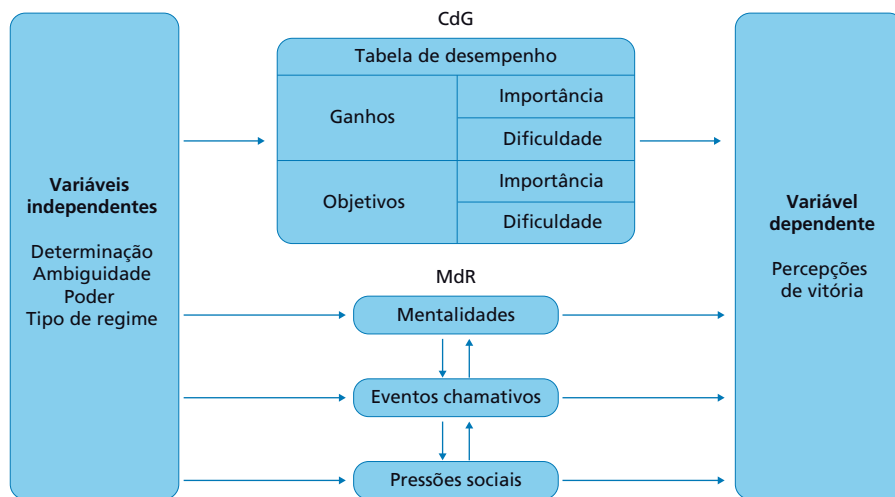 Variáveis
independentes
Determinação
Ambiguidade
Poder
Tipo de regime
CdG
Tabela de desempenho
Ganhos
Importância
Dificuldade
Objetivos
Importância
Dificuldade
MdR
Mentalidades
Eventos chamativos
Pressões sociais
Variável
dependente
Percepções
de vitória